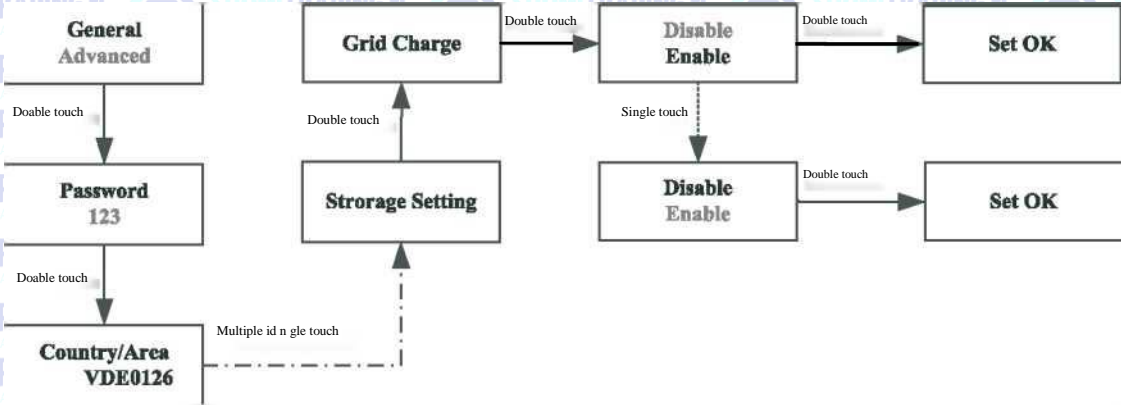 General
Advanced
Doable touch
Password
123
Doable touch
Country/Area
VDE0126
Multiple id n gle touch
Strorage Setting
Double touch
Grid Charge
Double touch
Disable
Enable
Double touch
Set OK
Single touch
Disable
Enable
Double touch
Set OK